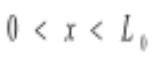 0 < x < L₀